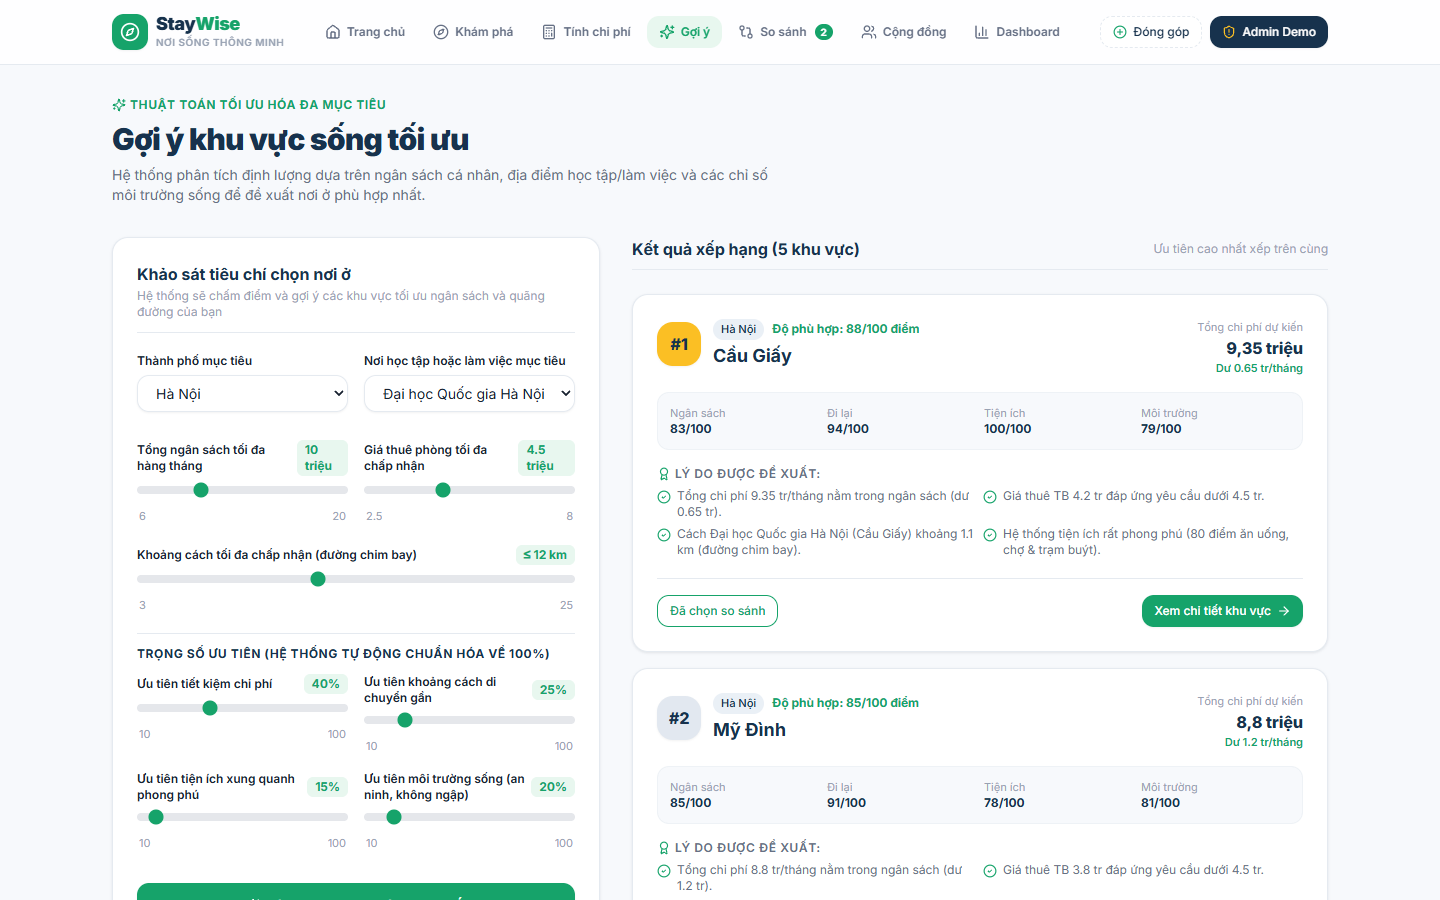 StayWise
NƠI SỐNG THÔNG MINH
Trang chủ
Khám phá
Tính chi phí
Gợi ý
So sánh 2
Cộng đồng
Dashboard
Đóng góp
Admin Demo
THUẬT TOÁN TỐI ƯU HÓA ĐA MỤC TIÊU
Gợi ý khu vực sống tối ưu
Hệ thống phân tích định lượng dựa trên ngân sách cá nhân, địa điểm học tập/làm việc và các chỉ số
môi trường sống để đề xuất nơi ở phù hợp nhất.
Khảo sát tiêu chí chọn nơi ở
Hệ thống sẽ chấm điểm và gợi ý các khu vực tối ưu ngân sách và quãng
đường của bạn
Thành phố mục tiêu
Hà Nội
Nơi học tập hoặc làm việc mục tiêu
Đại học Quốc gia Hà Nội
Tổng ngân sách tối đa
hàng tháng
10
triệu
6
20
Giá thuê phòng tối đa
chấp nhận
4.5
triệu
2.5
8
Khoảng cách tối đa chấp nhận (đường chim bay)
≤ 12 km
3
25
TRỌNG SỐ ƯU TIÊN (HỆ THỐNG TỰ ĐỘNG CHUẨN HÓA VỀ 100%)
Ưu tiên tiết kiệm chi phí
40%
10
100
Ưu tiên khoảng cách di
chuyển gần
25%
10
100
Ưu tiên tiện ích xung quanh
phong phú
15%
10
100
Ưu tiên môi trường sống (an
ninh, không ngập)
20%
10
100
Kết quả xếp hạng (5 khu vực)
Ưu tiên cao nhất xếp trên cùng
#1
Hà Nội
Độ phù hợp: 88/100 điểm
Cầu Giấy
Tổng chi phí dự kiến
9,35 triệu
Dư 0.65 tr/tháng
Ngân sách
83/100
Đi lại
94/100
Tiện ích
100/100
Môi trường
79/100
LÝ DO ĐƯỢC ĐỀ XUẤT:
Tổng chi phí 9.35 tr/tháng nằm trong ngân sách (dư
0.65 tr).
Giá thuê TB 4.2 tr đáp ứng yêu cầu dưới 4.5 tr.
Cách Đại học Quốc gia Hà Nội (Cầu Giấy) khoảng 1.1
km (đường chim bay).
Hệ thống tiện ích rất phong phú (80 điểm ăn uống,
chợ & trạm buýt).
Đã chọn so sánh
Xem chi tiết khu vực
#2
Hà Nội
Độ phù hợp: 85/100 điểm
Mỹ Đình
Tổng chi phí dự kiến
8,8 triệu
Dư 1.2 tr/tháng
Ngân sách
85/100
Đi lại
91/100
Tiện ích
78/100
Môi trường
81/100
LÝ DO ĐƯỢC ĐỀ XUẤT:
Tổng chi phí 8.8 tr/tháng nằm trong ngân sách (dư
1.2 tr).
Giá thuê TB 3.8 tr đáp ứng yêu cầu dưới 4.5 tr.